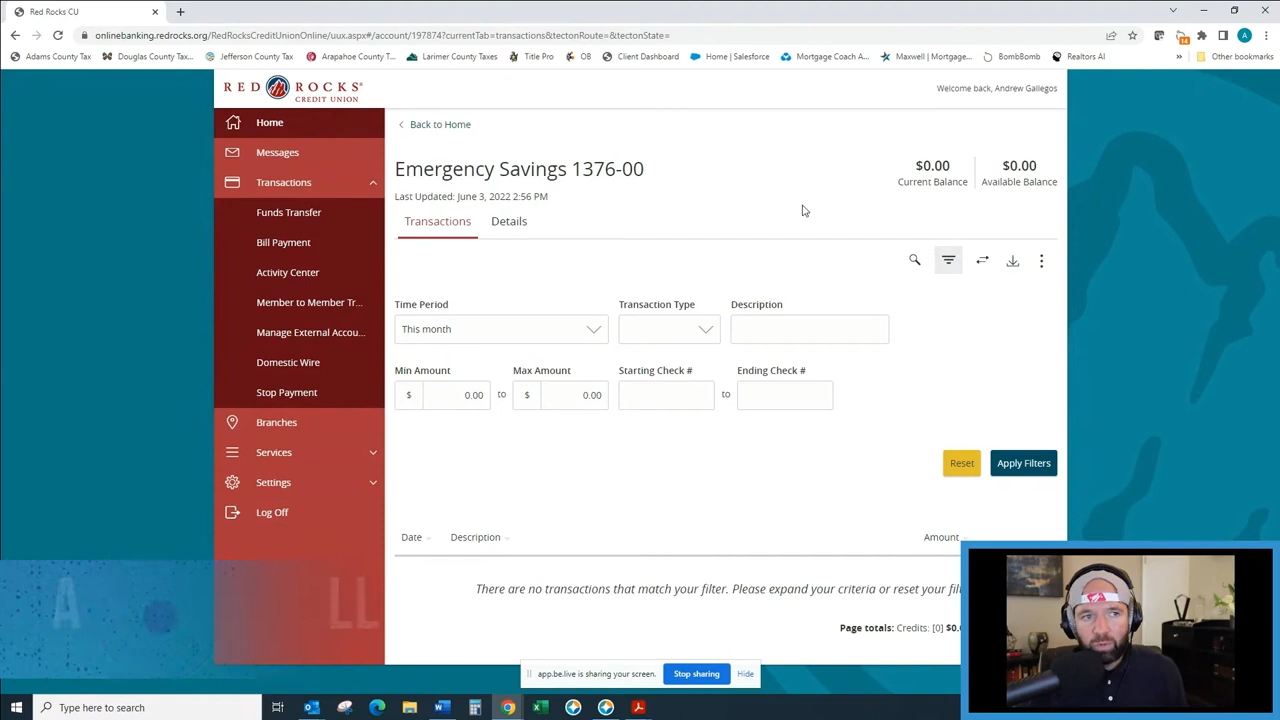 Red Rocks CU
onlinebanking.redrocks.org/RedRocksCreditUnionOnline/uux.aspx#/account/197874?currentTab=transactions&tectonRoute=&tectonState=
A
Adams County Tax
Douglas County Tax...
Jefferson County Tax
Arapahoe County T...
Larimer County Taxes
Title Pro
OB
Client Dashboard
Home | Salesforce
Mortgage Coach A...
Maxwell | Mortgage...
BombBomb
Realtors AI
»
Other bookmarks
RED ROCKS
CREDIT UNION
Welcome back, Andrew Gallegos
Home
Messages
Transactions
Funds Transfer
Bill Payment
Activity Center
Member to Member Tr...
Manage External Accou...
Domestic Wire
Stop Payment
Branches
Services
Settings
Log Off
Back to Home
Emergency Savings 1376-00
Last Updated: June 3, 2022 2:56 PM
$0.00
Current Balance
$0.00
Available Balance
Transactions
Details
Time Period
This month
Transaction Type
Description
Min Amount
$ 0.00
to
Max Amount
$ 0.00
Starting Check #
to
Ending Check #
Reset
Apply Filters
Date
Description
Amount
There are no transactions that match your filter. Please expand your criteria or reset your
Page totals: Credits: [0]
A
LL
app.be.live is sharing your screen.
Stop sharing
Hide
Type here to search